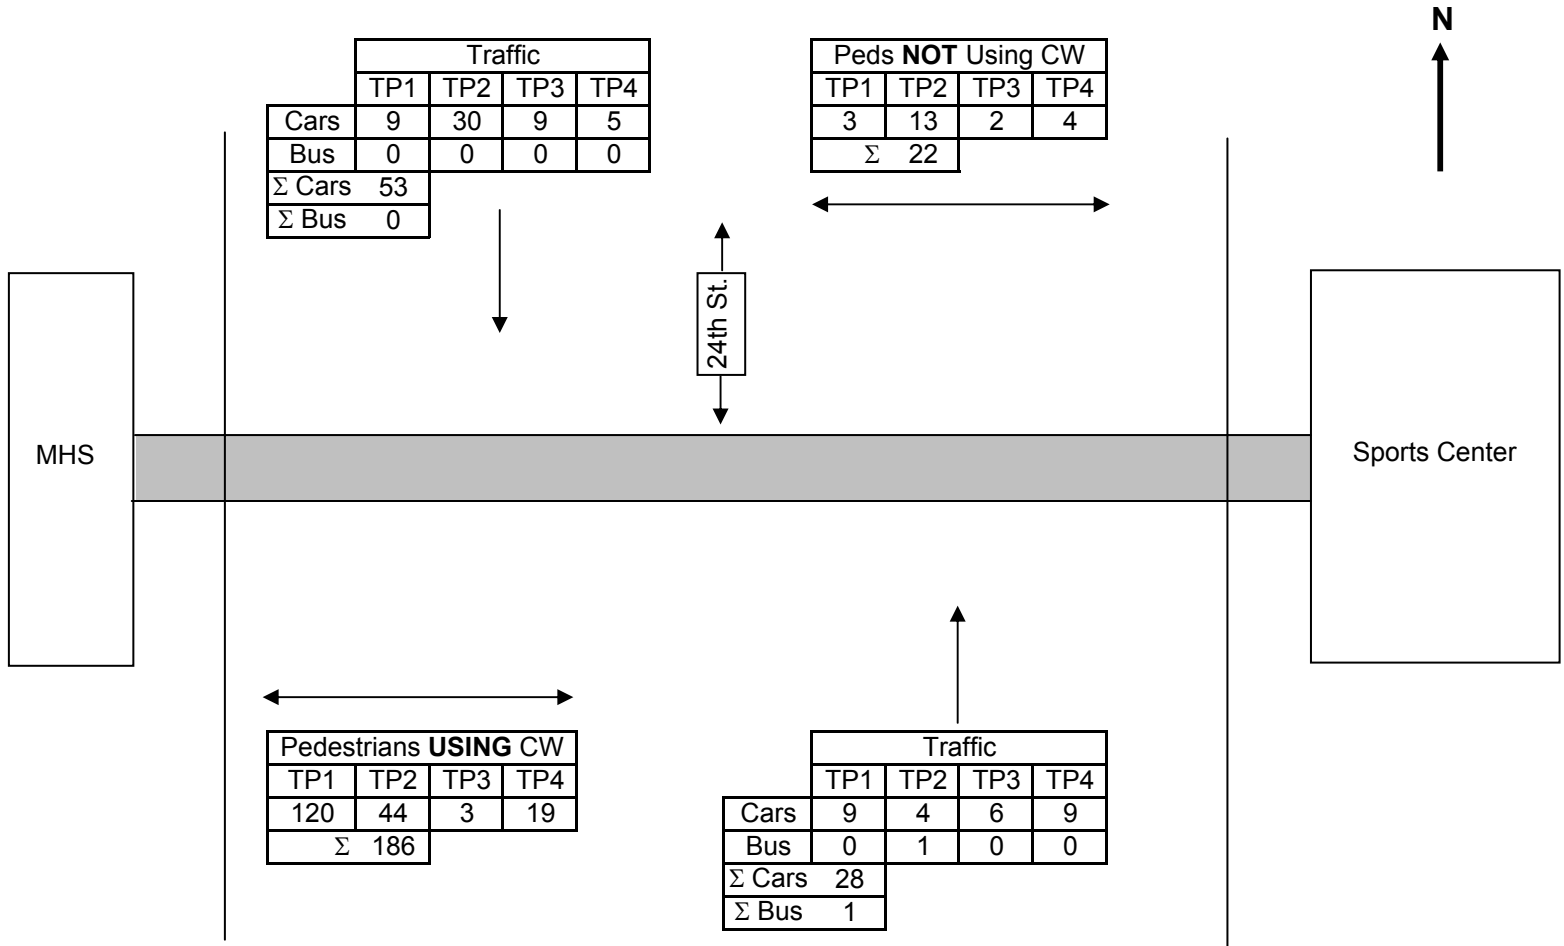 N
Traffic
TP1 TP2 TP3 TP4
Cars 9 30 9 5
Bus 0 0 0 0
Σ Cars 53
Σ Bus 0
Peds NOT Using CW
TP1 TP2 TP3 TP4
3 13 2 4
Σ 22
24th St.
MHS
Sports Center
Pedestrians USING CW
TP1 TP2 TP3 TP4
120 44 3 19
Σ 186
Traffic
TP1 TP2 TP3 TP4
Cars 9 4 6 9
Bus 0 1 0 0
Σ Cars 28
Σ Bus 1